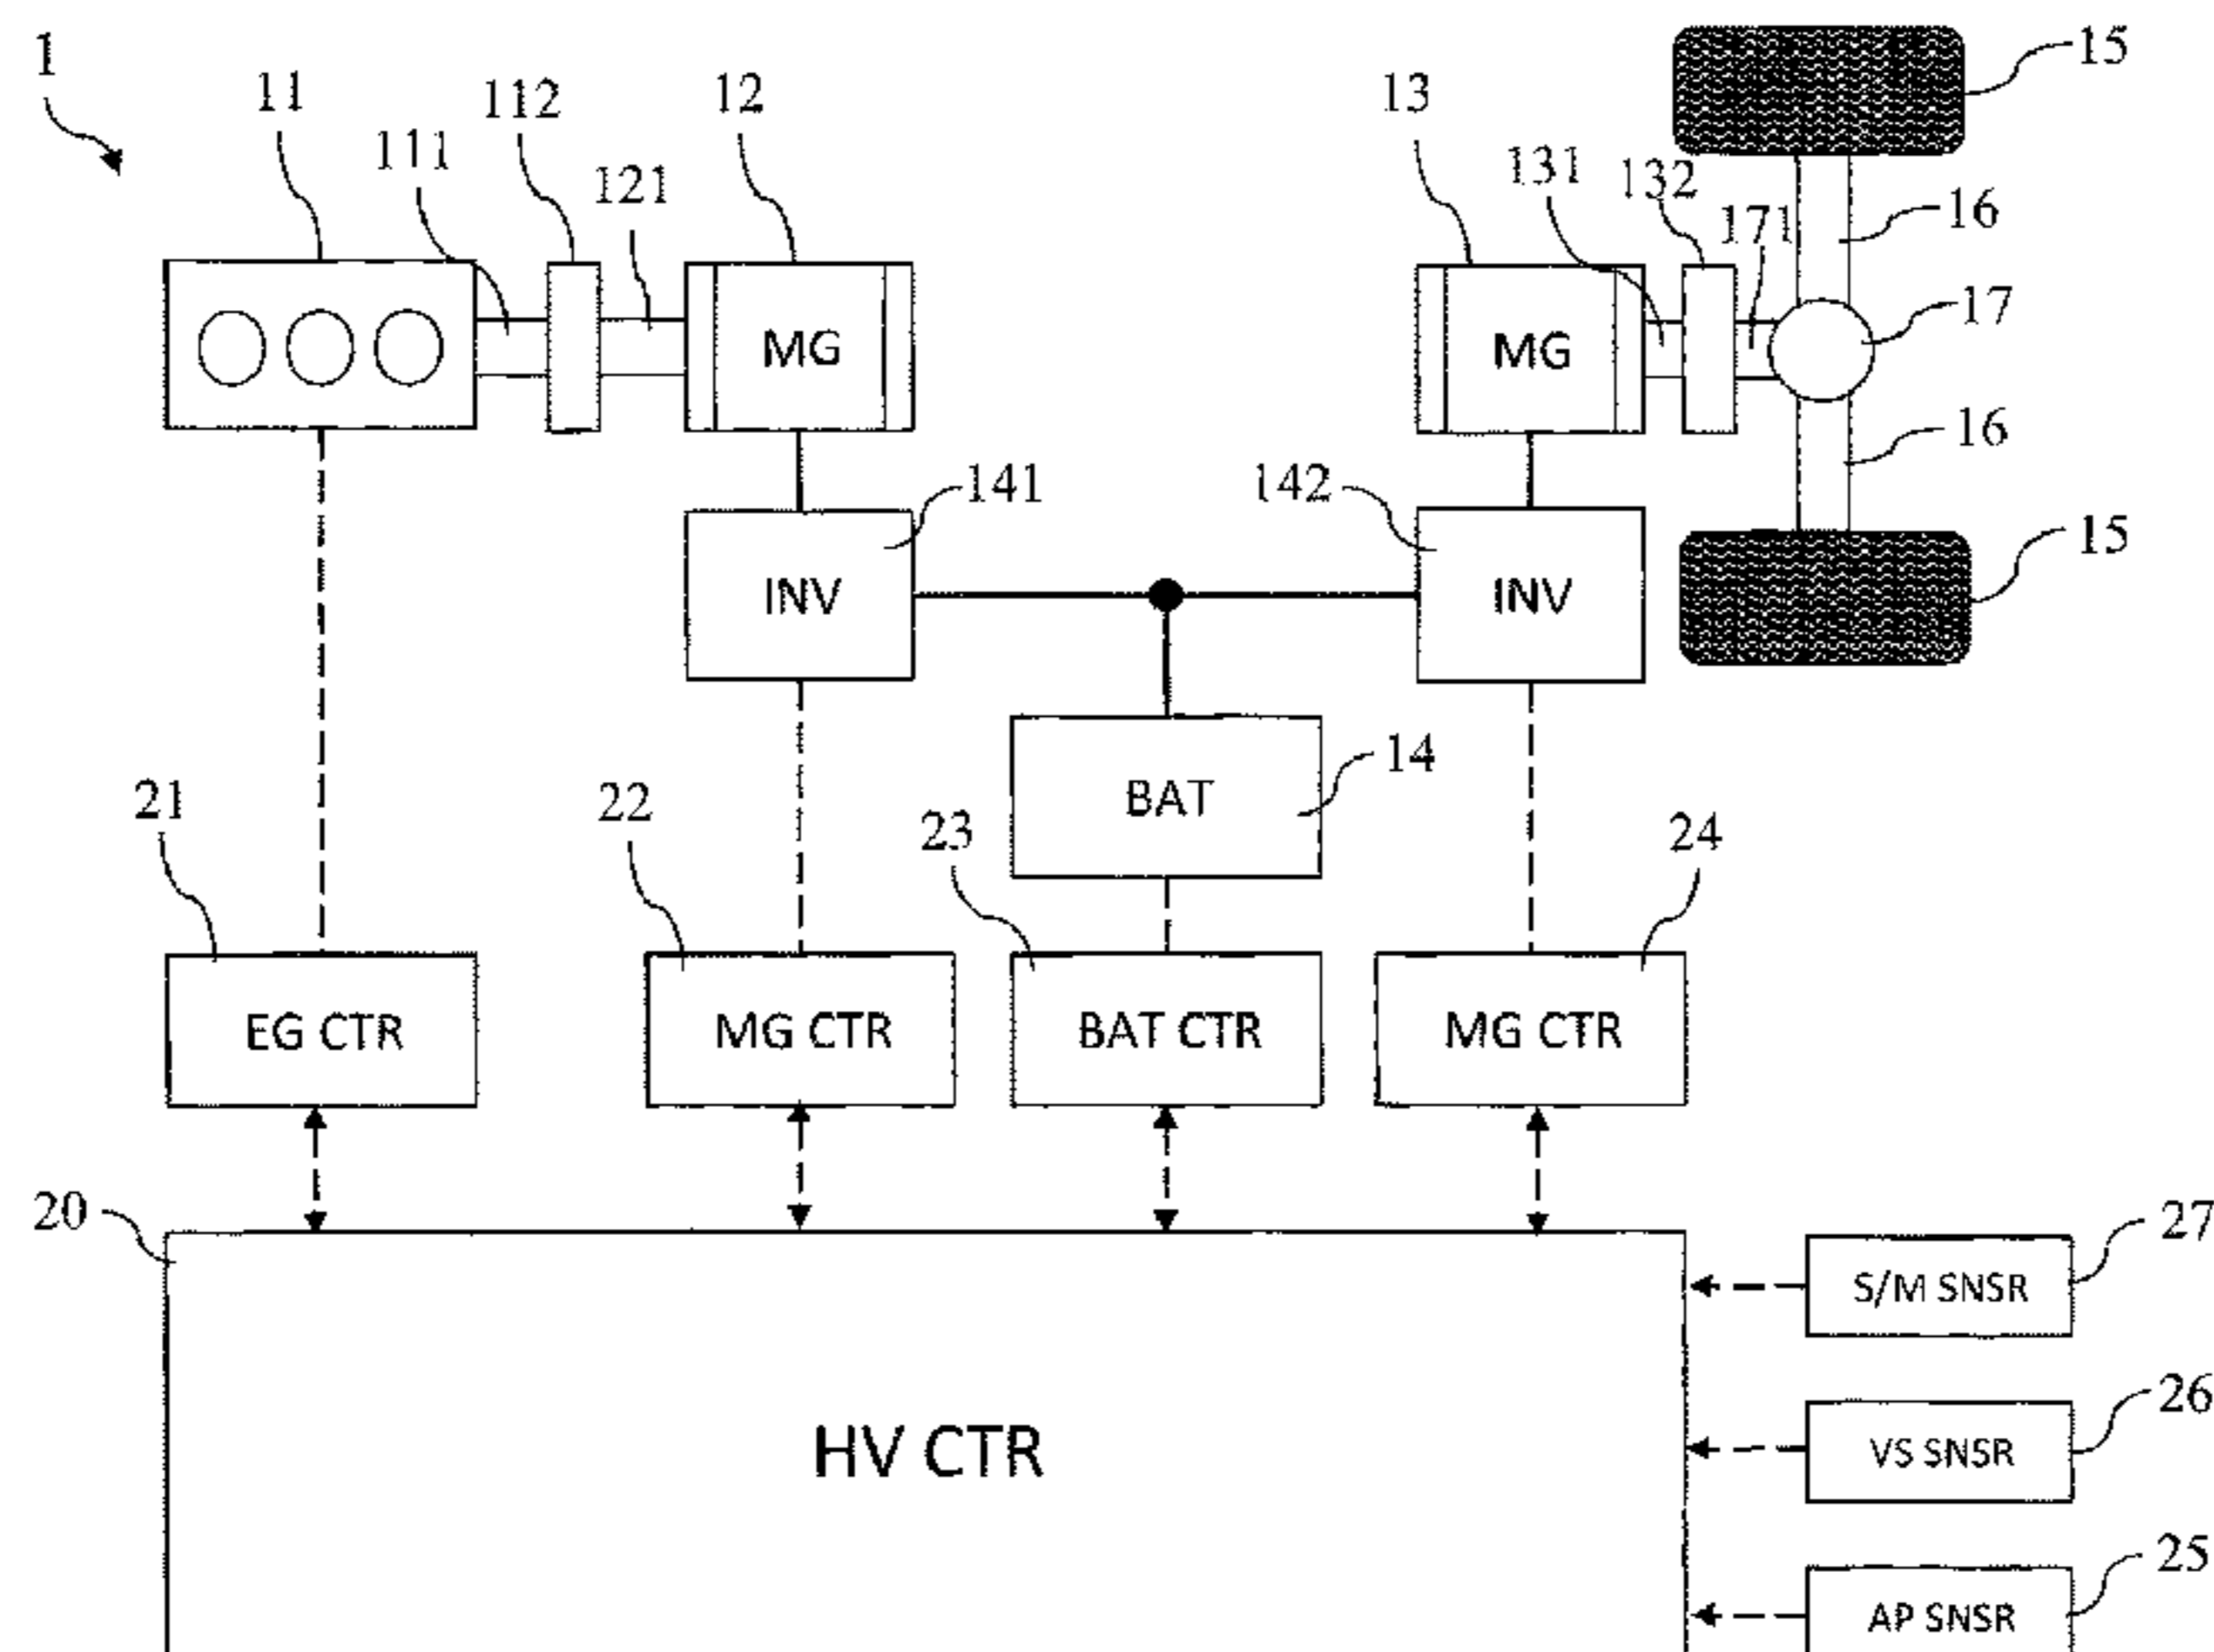 1
11
112
12
13
15
111
121
131
132
171
16
17
MG
MG
16
141
142
15
INV
INV
14
BAT
21
22
23
24
EG CTR
MG CTR
BAT CTR
MG CTR
20
27
S/M SNSR
HV CTR
26
VS SNSR
25
AP SNSR